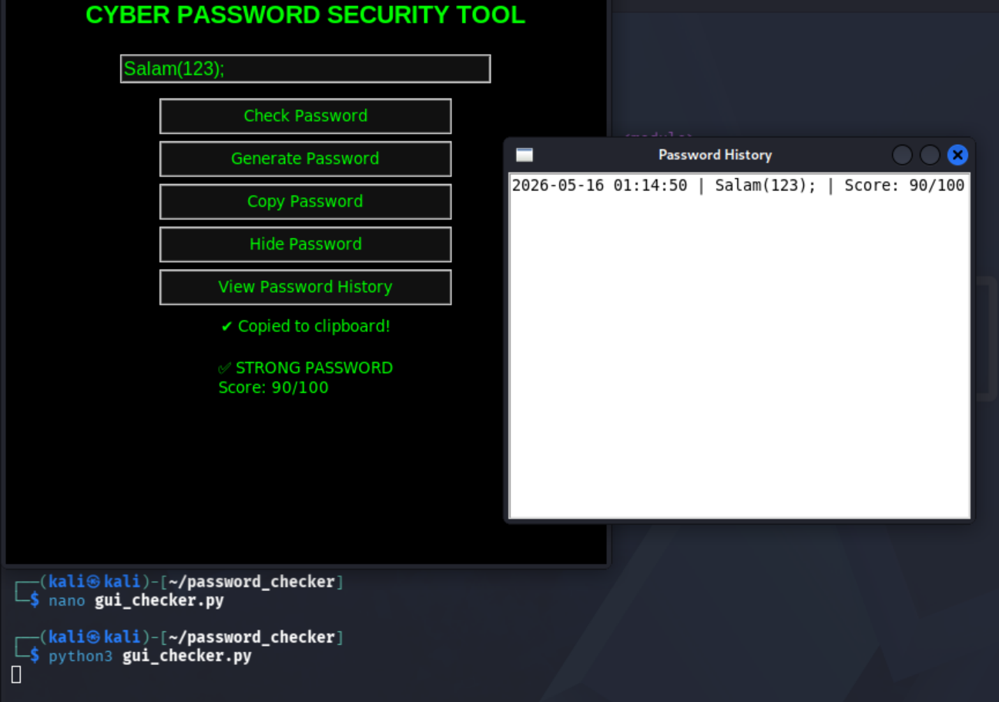 CYBER PASSWORD SECURITY TOOL
Salam(123);
Check Password
Generate Password
Copy Password
Hide Password
View Password History
✔ Copied to clipboard!
✅ STRONG PASSWORD
Score: 90/100
Password History
2026-05-16 01:14:50 | Salam(123); | Score: 90/100
┌──(kali㉿kali)-[~/password_checker]
└─$ nano gui_checker.py
┌──(kali㉿kali)-[~/password_checker]
└─$ python3 gui_checker.py